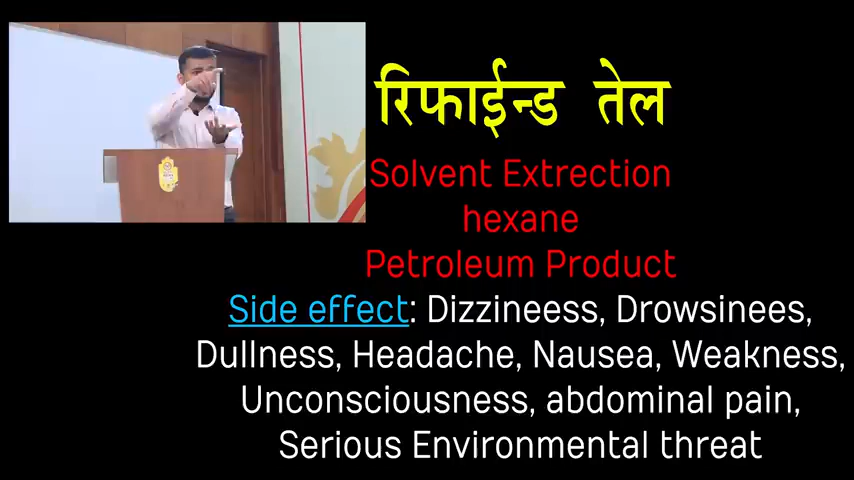 रिफाईन्ड तेल
Solvent Extrection
hexane
Petroleum Product
Side effect: Dizzineess, Drowsinees,
Dullness, Headache, Nausea, Weakness,
Unconsciousness, abdominal pain,
Serious Environmental threat